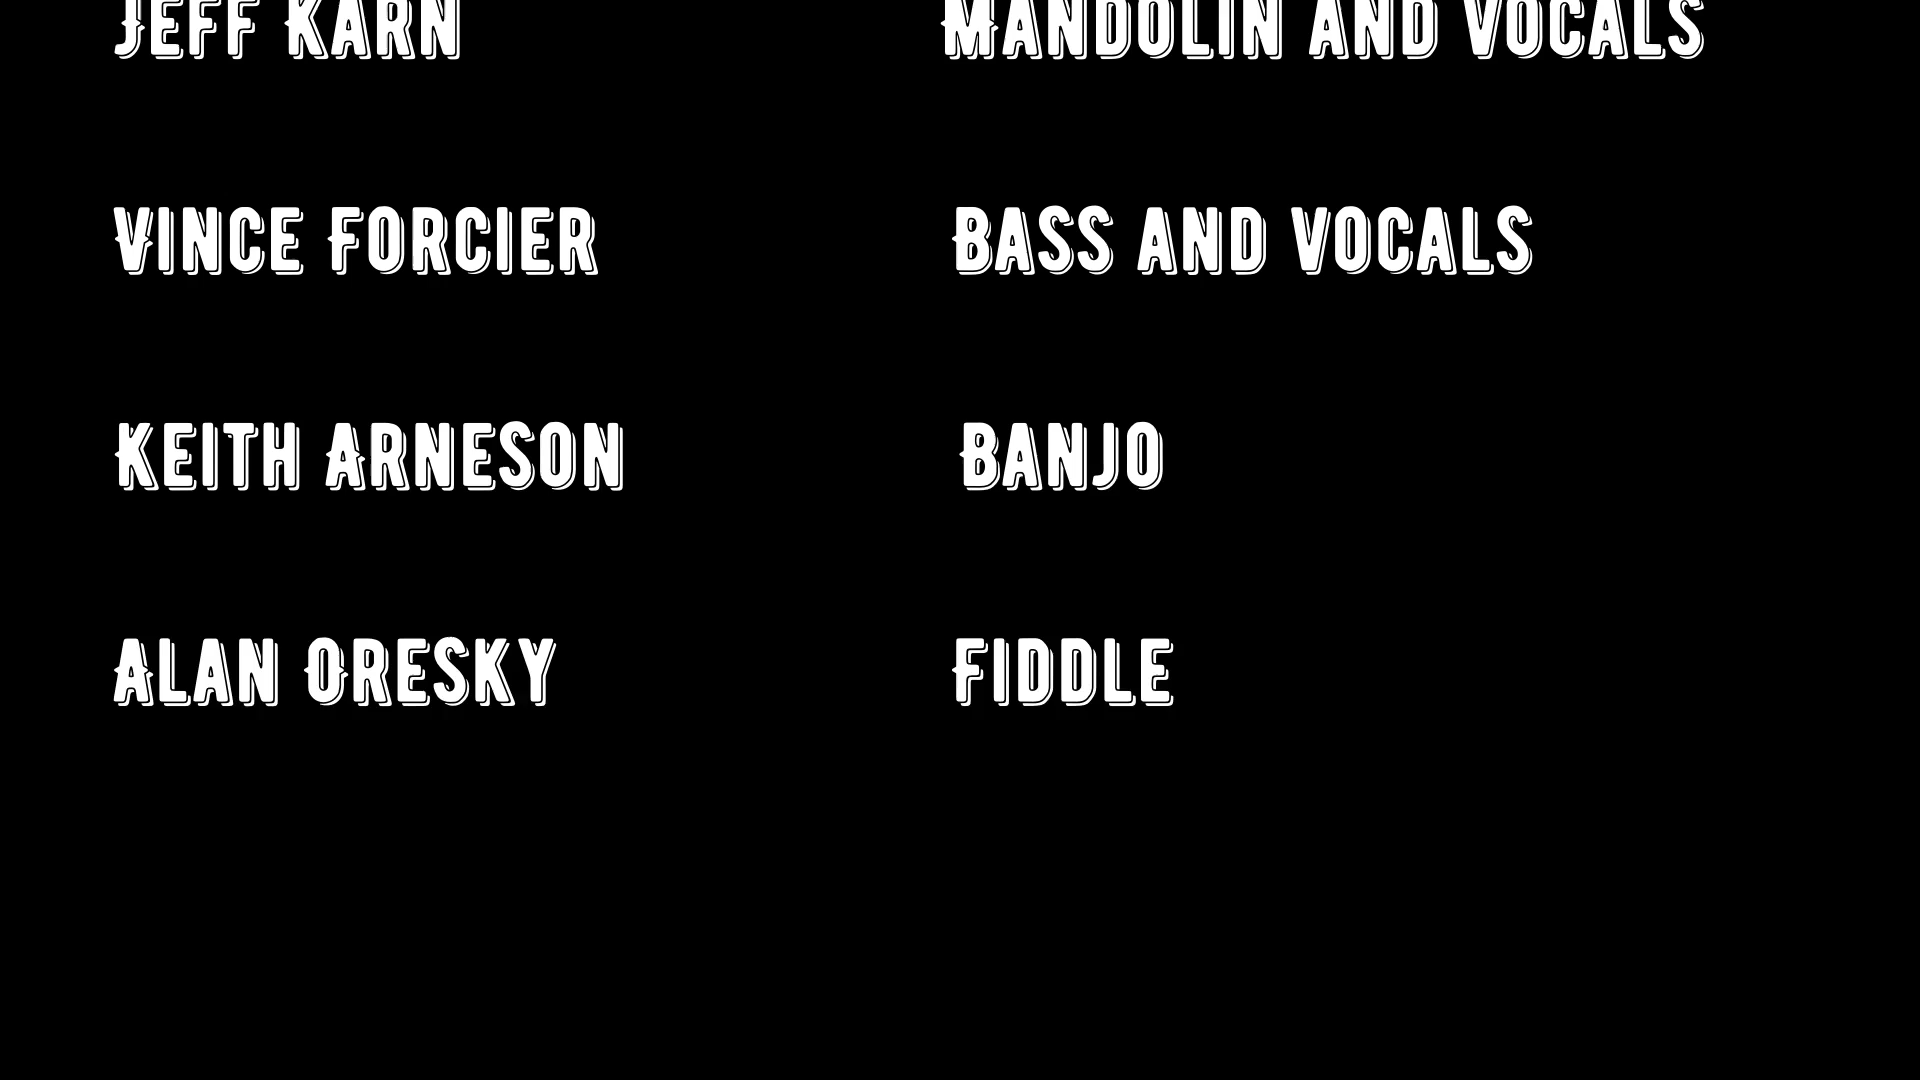 Jeff Karn Mandolin and Vocals
Vince Forcier Bass and Vocals
Keith Arneson Banjo
Alan Oresky Fiddle